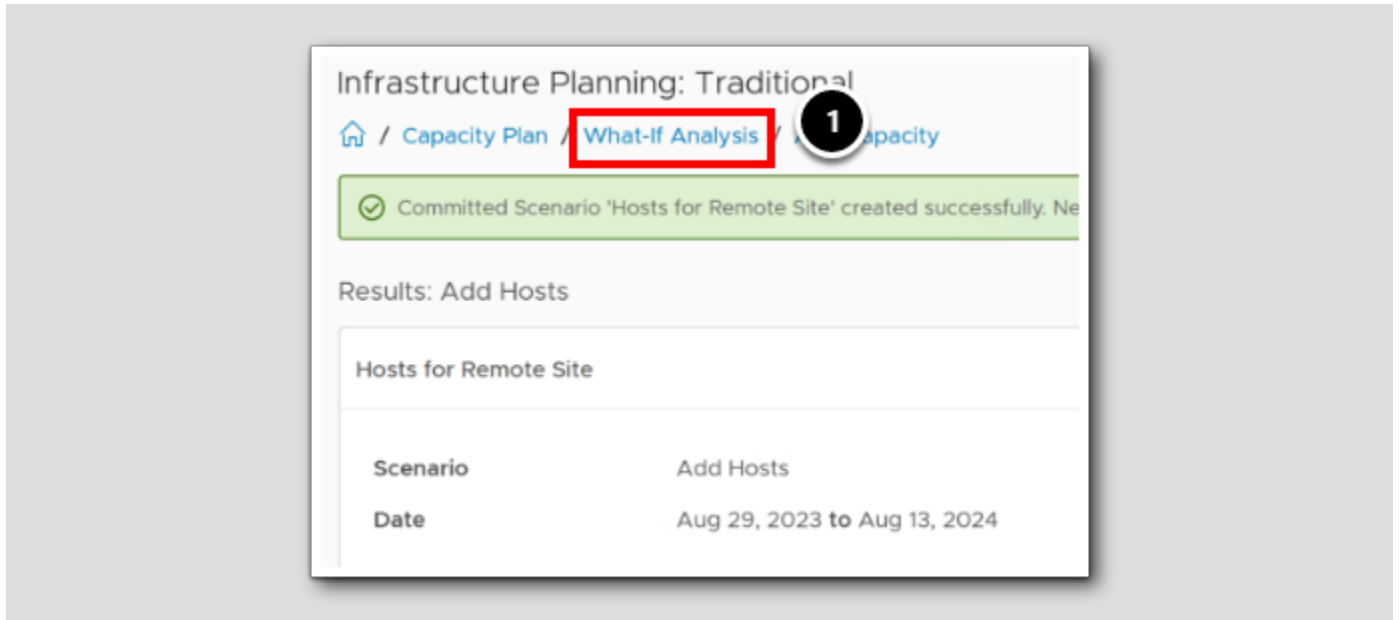 Infrastructure Planning: Traditional
/ Capacity Plan / What-If Analysis / 1
Committed Scenario 'Hosts for Remote Site' created successfully. Ne
Results: Add Hosts
Hosts for Remote Site
Scenario Add Hosts
Date Aug 29, 2023 to Aug 13, 2024